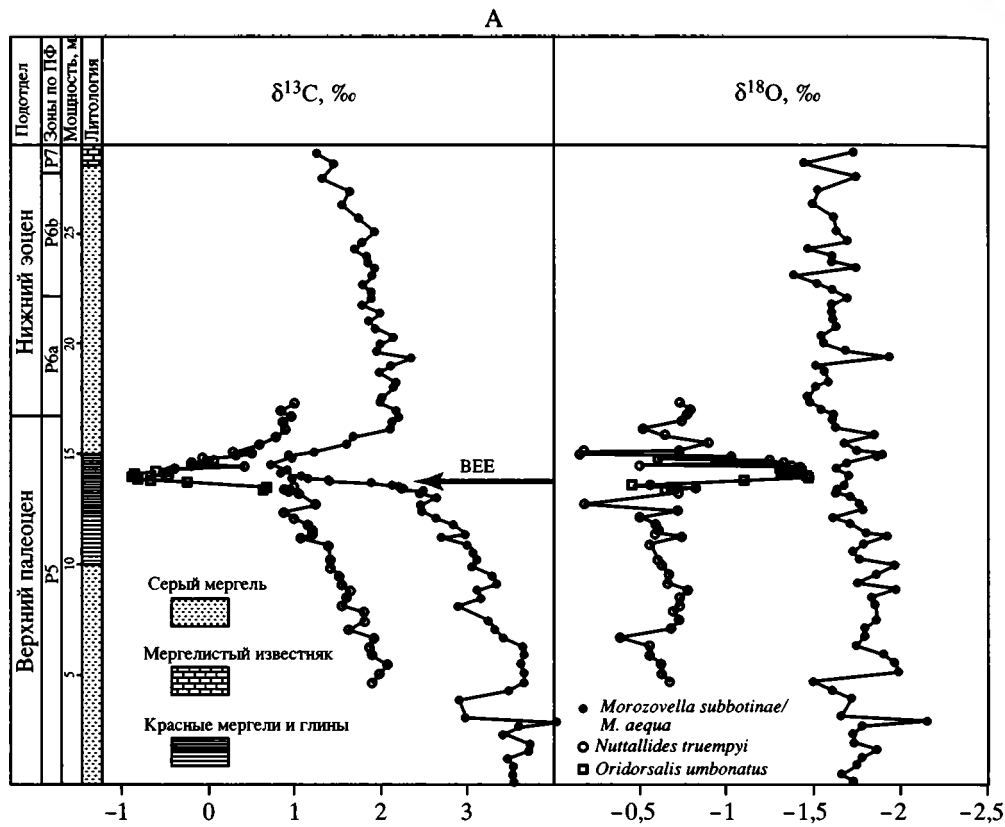 А
Подотдел
Зоны по ПФ
Мощность, м
Литология
δ¹³C, ‰
δ¹⁸O, ‰
Нижний эоцен
Верхний палеоцен
P7
P6b
P6a
P5
25
20
15
10
5
BEE
Серый мергель
Мергелистый известняк
Красные мергели и глины
Morozovella subbotinae/
M. aequa
Nuttallides truempyi
Oridorsalis umbonatus
−1 0 1 2 3 −0,5 −1 −1,5 −2 −2,5